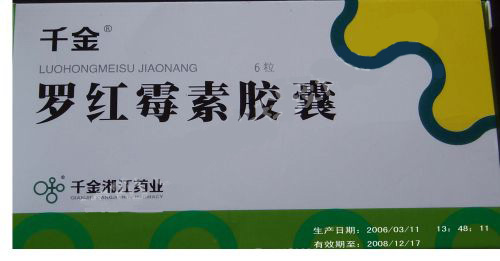 千金®
LUOHONGMEISU JIAONANG 6粒
罗红霉素胶囊
千金湘江药业
生产日期: 2006/03/11 13:48:11
有效期至: 2008/12/17